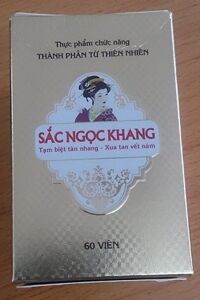 Thực phẩm chức năng
THÀNH PHẦN TỪ THIÊN NHIÊN
SẮC NGỌC KHANG
Tạm biệt tàn nhang - Xua tan vết nám
60 VIÊN